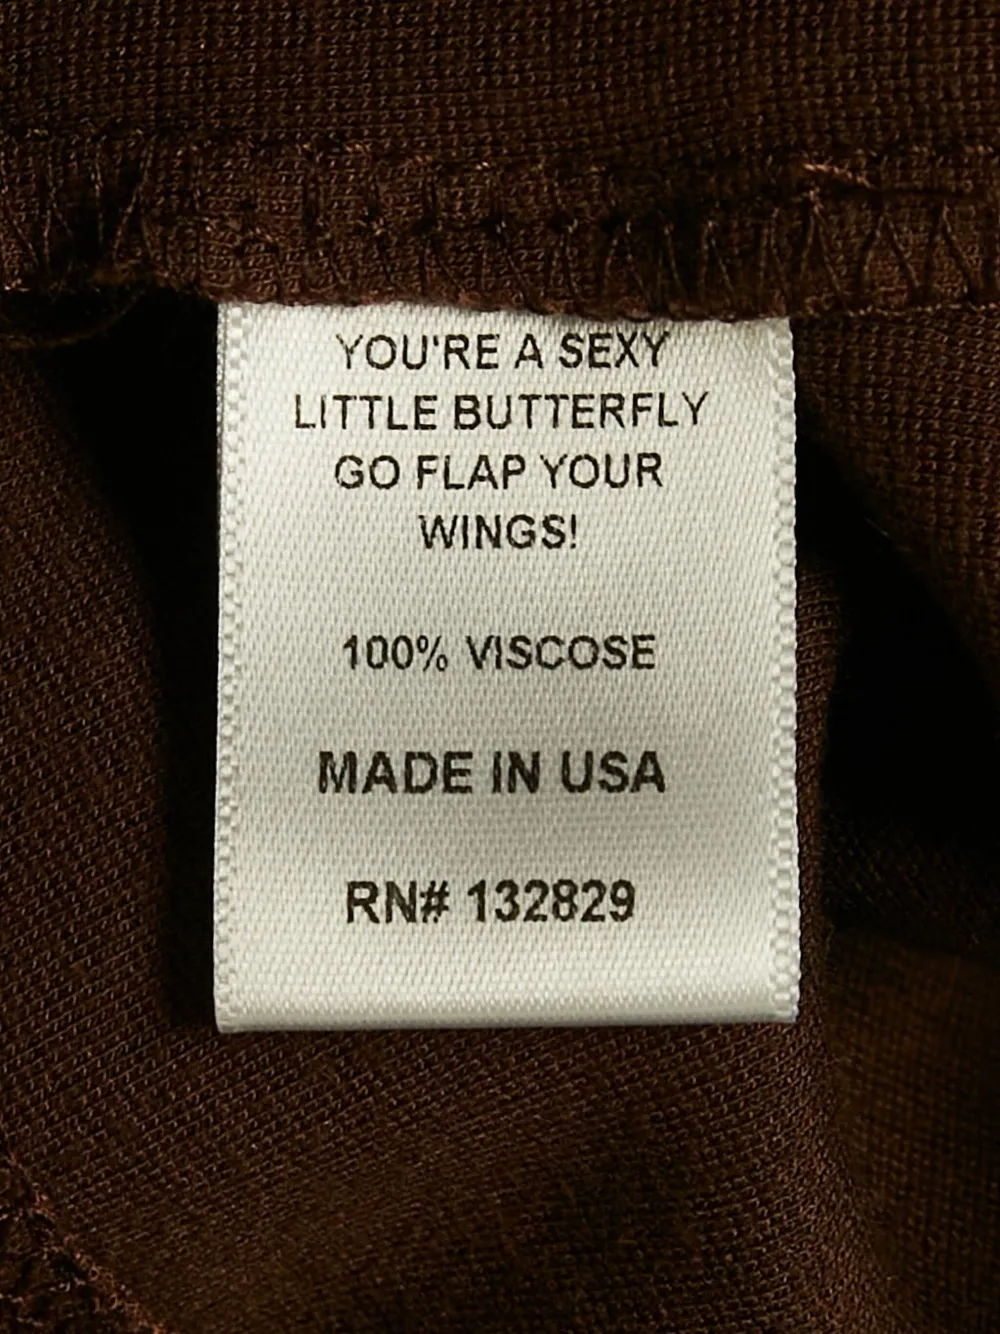 YOU'RE A SEXY
LITTLE BUTTERFLY
GO FLAP YOUR
WINGS!
100% VISCOSE
MADE IN USA
RN# 132829